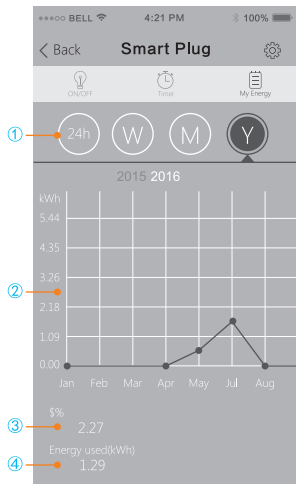 BELL 4:21 PM 100%
Back Smart Plug
ON/OFF Timer My Energy
1 24h W M Y
2015 2016
kWh
5.44
4.35
3.26
2
2.18
1.09
0.00
Jan Feb Mar Apr May Jul Aug
$%
3 2.27
Energy used(kWh)
4 1.29